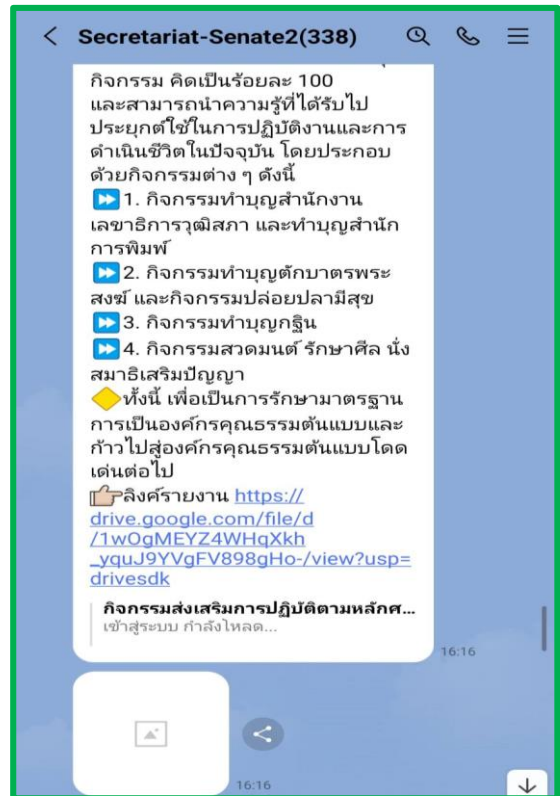 Secretariat-Senate2(338)
กิจกรรม คิดเป็นร้อยละ 100
และสามารถนำความรู้ที่ได้รับไป
ประยุกต์ใช้ในการปฏิบัติงานและการ
ดำเนินชีวิตในปัจจุบัน โดยประกอบ
ด้วยกิจกรรมต่าง ๆ ดังนี้
⏩1. กิจกรรมทำบุญสำนักงาน
เลขาธิการวุฒิสภา และทำบุญสำนัก
การพิมพ์
⏩2. กิจกรรมทำบุญตักบาตรพระ
สงฆ์ และกิจกรรมปล่อยปลามีสุข
⏩3. กิจกรรมทำบุญกฐิน
⏩4. กิจกรรมสวดมนต์ รักษาศีล นั่ง
สมาธิเสริมปัญญา
🔶ทั้งนี้ เพื่อเป็นการรักษามาตรฐาน
การเป็นองค์กรคุณธรรมต้นแบบและ
ก้าวไปสู่องค์กรคุณธรรมต้นแบบโดด
เด่นต่อไป
👉ลิงค์รายงาน https://
drive.google.com/file/d
/1wOgMEYZ4WHqXkh
_yquJ9YVgFV898gHo-/view?usp=
drivesdk
กิจกรรมส่งเสริมการปฏิบัติตามหลักศ...
เข้าสู่ระบบ กำลังโหลด...
16:16
16:16